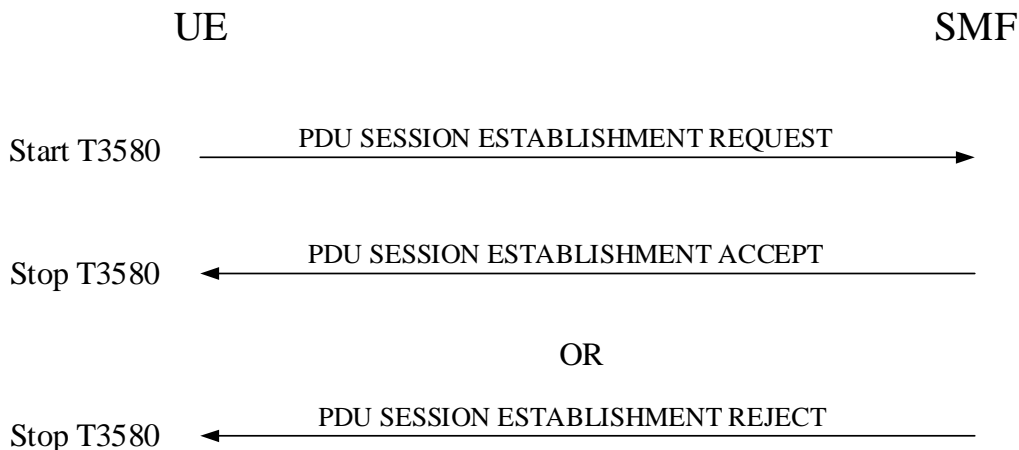 UE SMF
Start T3580 PDU SESSION ESTABLISHMENT REQUEST
Stop T3580 PDU SESSION ESTABLISHMENT ACCEPT
OR
Stop T3580 PDU SESSION ESTABLISHMENT REJECT